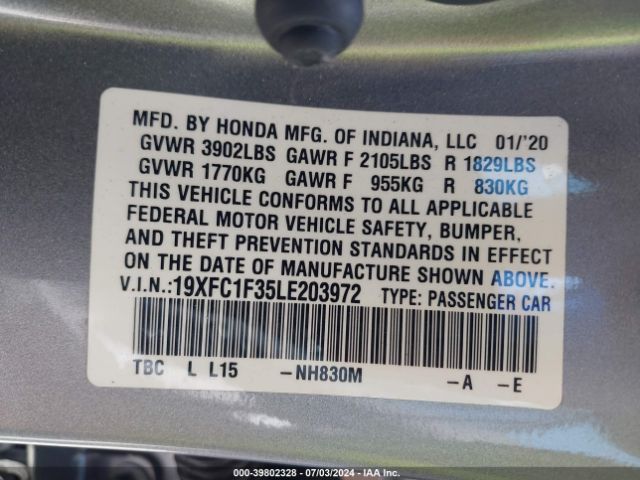 MFD. BY HONDA MFG. OF INDIANA, LLC 01/'20
GVWR 3902LBS GAWR F 2105LBS R 1829LBS
GVWR 1770KG GAWR F 955KG R 830KG
THIS VEHICLE CONFORMS TO ALL APPLICABLE
FEDERAL MOTOR VEHICLE SAFETY, BUMPER,
AND THEFT PREVENTION STANDARDS IN EFFECT
ON THE DATE OF MANUFACTURE SHOWN ABOVE.
V.I.N.:19XFC1F35LE203972 TYPE: PASSENGER CAR
TBC L L15 -NH830M -A -E
000-39802328 - 07/03/2024 - IAA Inc.